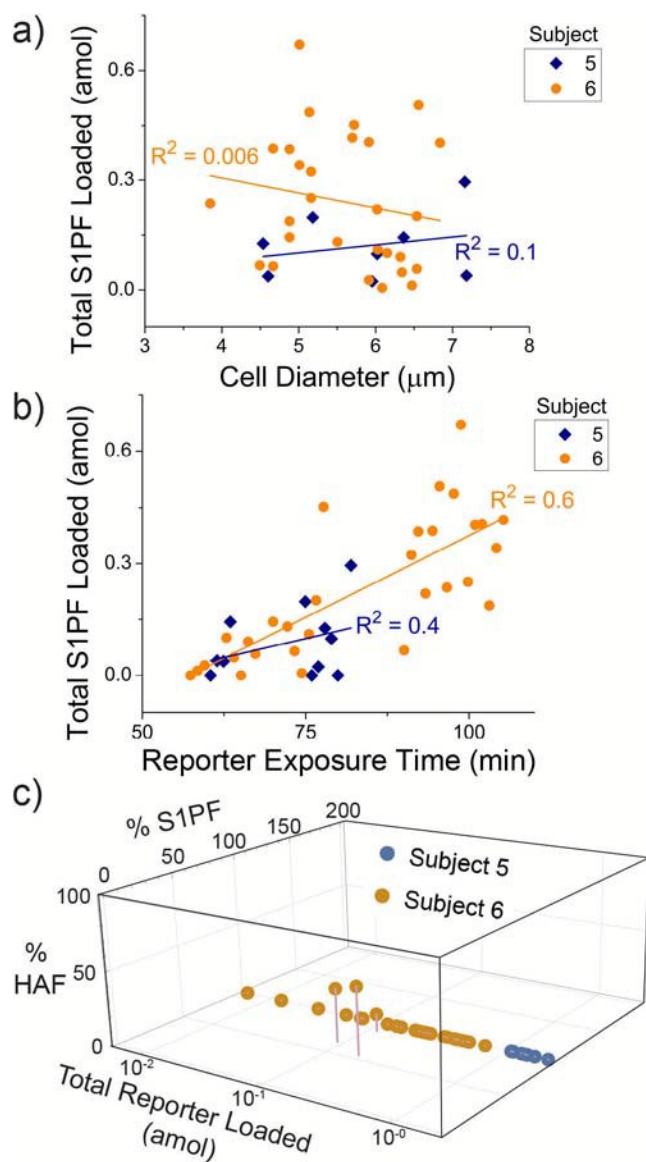 a)
Total S1PF Loaded (amol)
0.6
0.3
0.0
Subject
5
6
R² = 0.006
R² = 0.1
3 4 5 6 7 8
Cell Diameter (μm)
b)
Total S1PF Loaded (amol)
0.6
0.3
0.0
Subject
5
6
R² = 0.6
R² = 0.4
50 75 100
Reporter Exposure Time (min)
c)
% S1PF
0 50 100 150 200
Subject 5
Subject 6
100
%
HAF
50
0
10⁻² 10⁻¹ 10⁻⁰
Total Reporter Loaded
(amol)